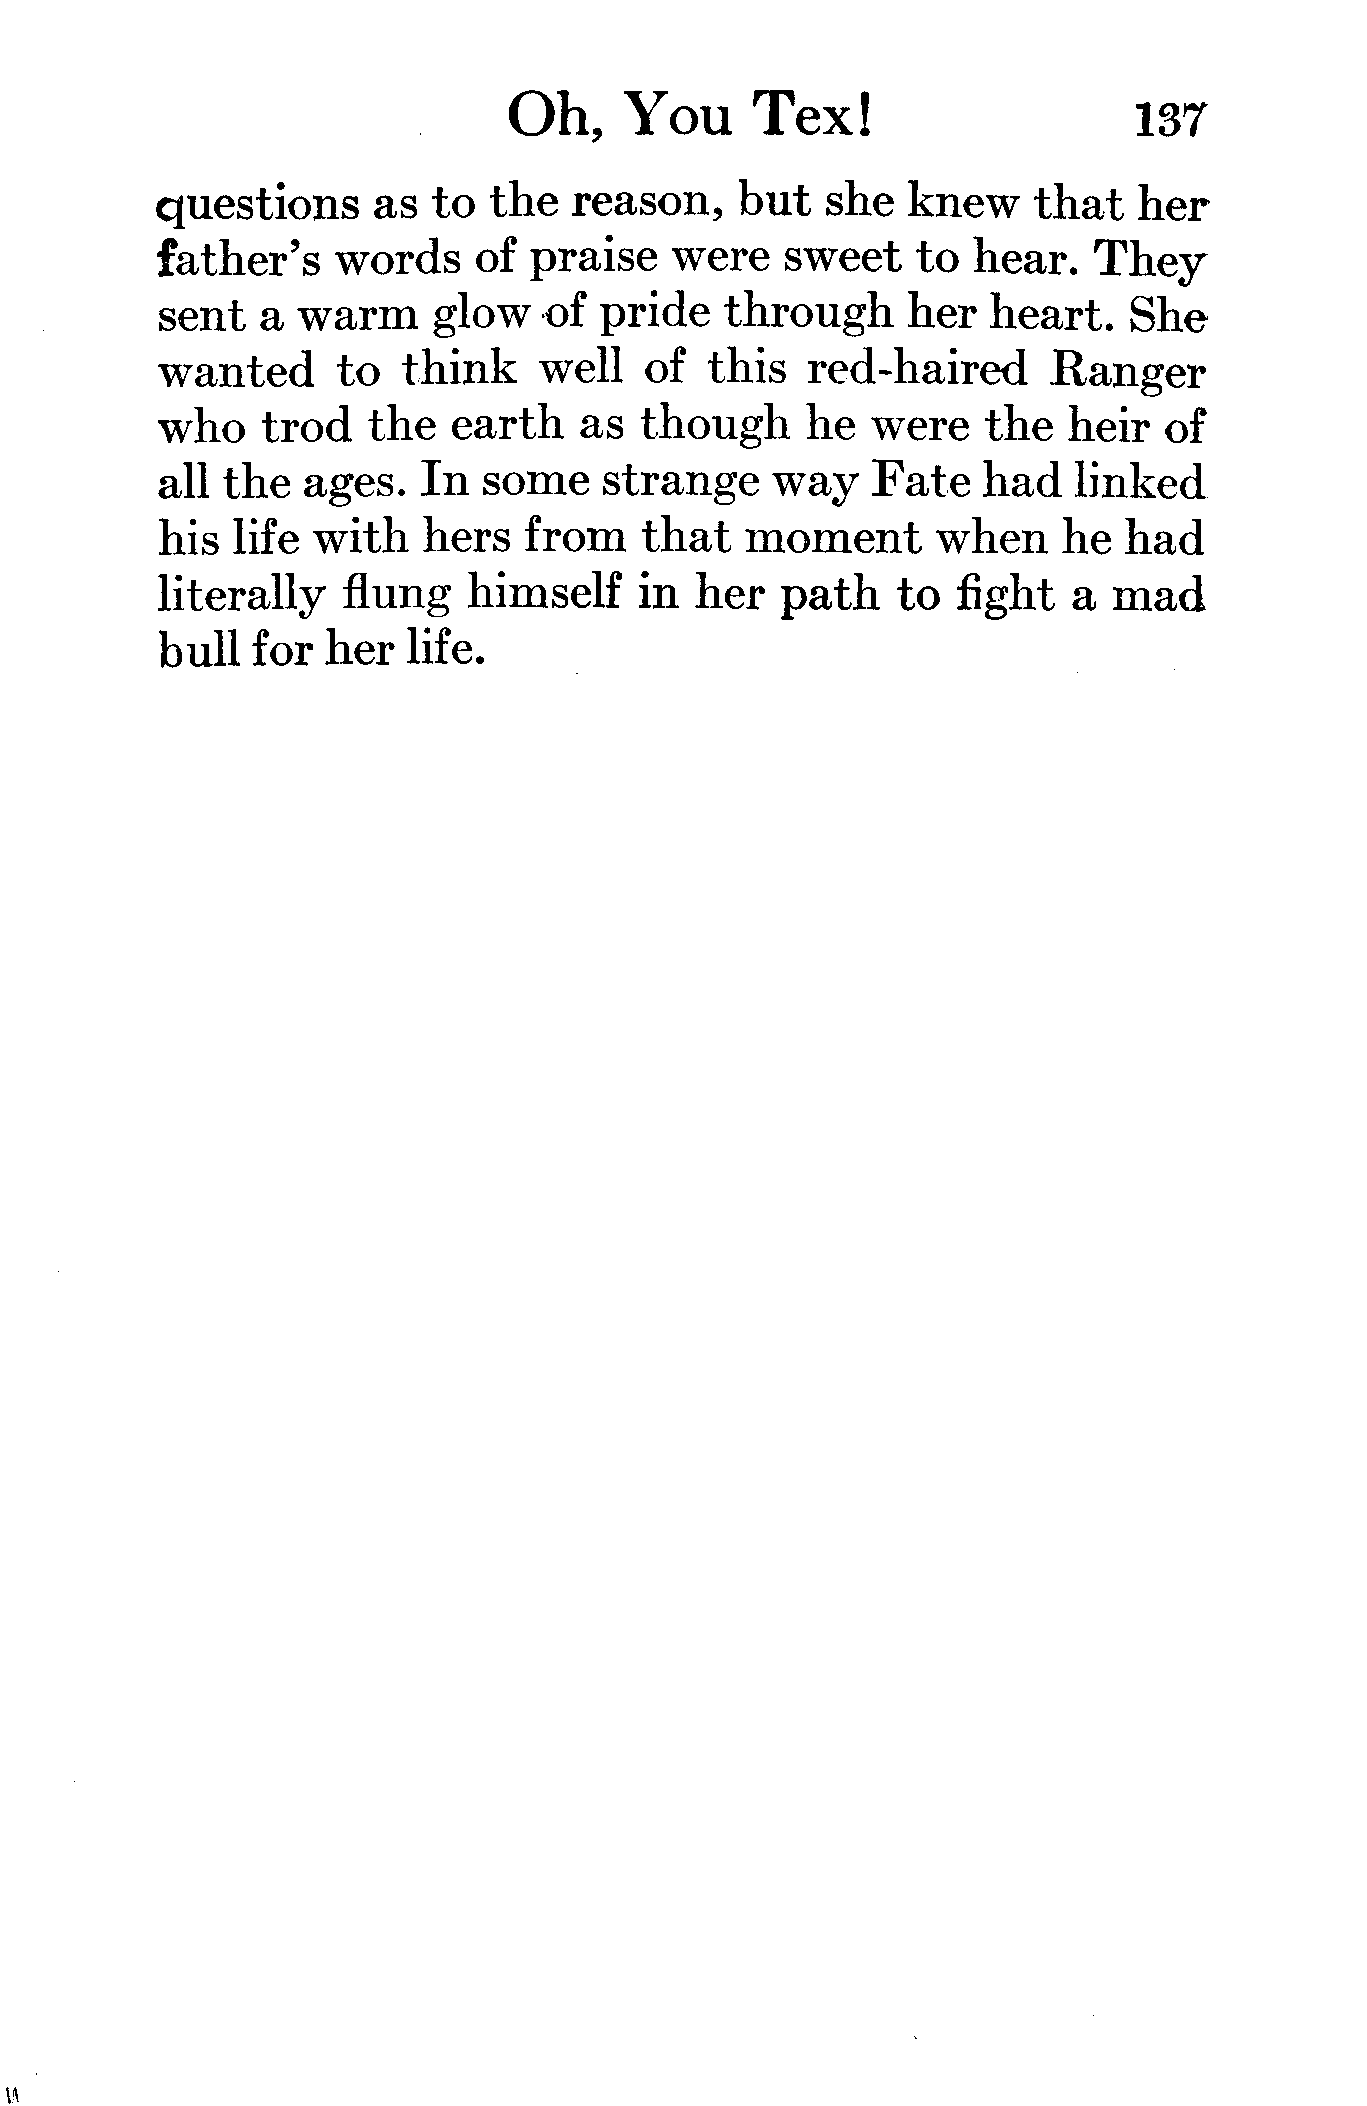 Oh, You Tex! 137
questions as to the reason, but she knew that her
father's words of praise were sweet to hear. They
sent a warm glow of pride through her heart. She
wanted to think well of this red-haired Ranger
who trod the earth as though he were the heir of
all the ages. In some strange way Fate had linked
his life with hers from that moment when he had
literally flung himself in her path to fight a mad
bull for her life.